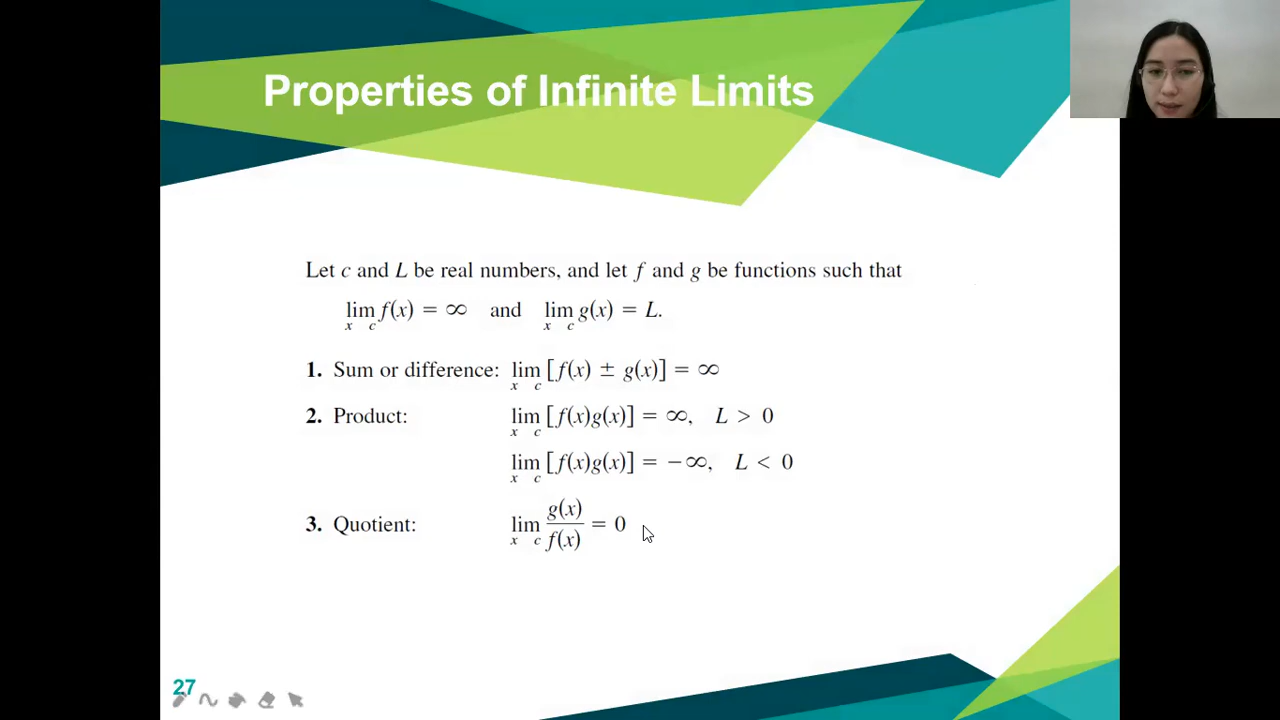 Properties of Infinite Limits
Let c and L be real numbers, and let f and g be functions such that
lim f(x) = ∞ and lim g(x) = L.
x c x c
1. Sum or difference: lim [f(x) ± g(x)] = ∞
x c
2. Product: lim [f(x)g(x)] = ∞, L > 0
x c
lim [f(x)g(x)] = −∞, L < 0
x c
3. Quotient: lim g(x)/f(x) = 0
x c
27